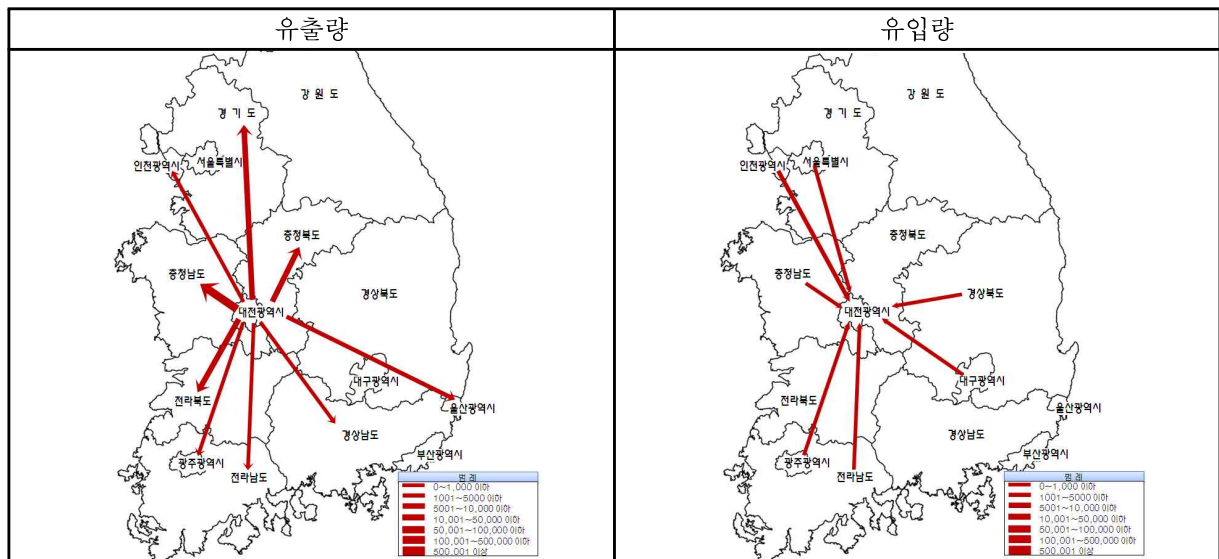 유출량
유입량
강 원 도
경 기 도
인천광역시
서울특별시
충청북도
충청남도
경상북도
대전광역시
대구광역시
전라북도
울산광역시
경상남도
부산광역시
광주광역시
전라남도
범 례
0~1,000 이하
1001~5000 이하
5001~10,000 이하
10,001~50,000 이하
50,001~100,000 이하
100,001~500,000 이하
500,001 이상
강 원 도
경 기 도
인천광역시
서울특별시
충청북도
충청남도
경상북도
대전광역시
대구광역시
전라북도
울산광역시
경상남도
부산광역시
광주광역시
전라남도
범 례
0~1,000 이하
1001~5000 이하
5001~10,000 이하
10,001~50,000 이하
50,001~100,000 이하
100,001~500,000 이하
500,001 이상